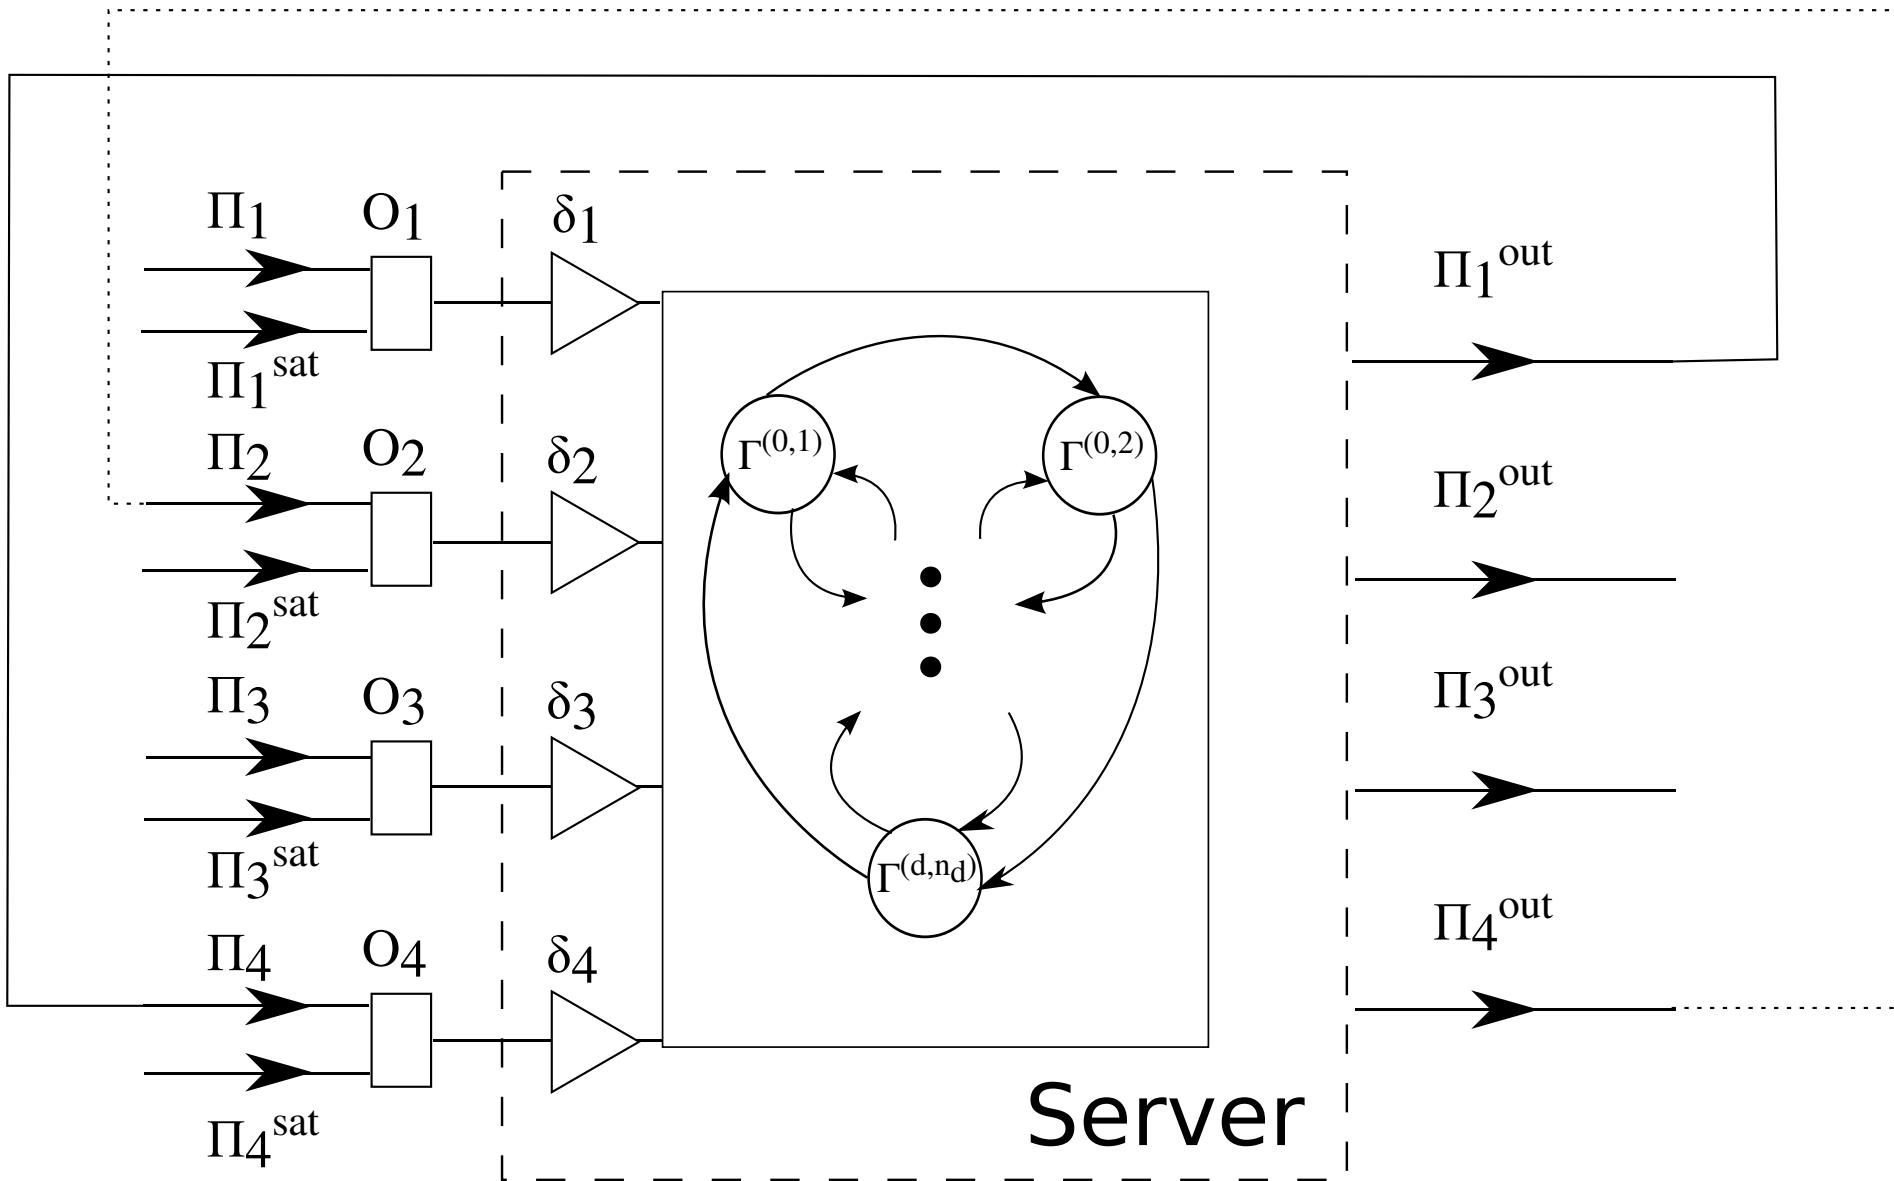 Π1 O1 δ1
Π1sat
Π1out
Π2 O2 δ2
Γ(0,1) Γ(0,2)
Π2out
Π2sat
Π3 O3 δ3
Π3out
Π3sat
Γ(d,nd)
Π4 O4 δ4
Π4out
Π4sat
Server